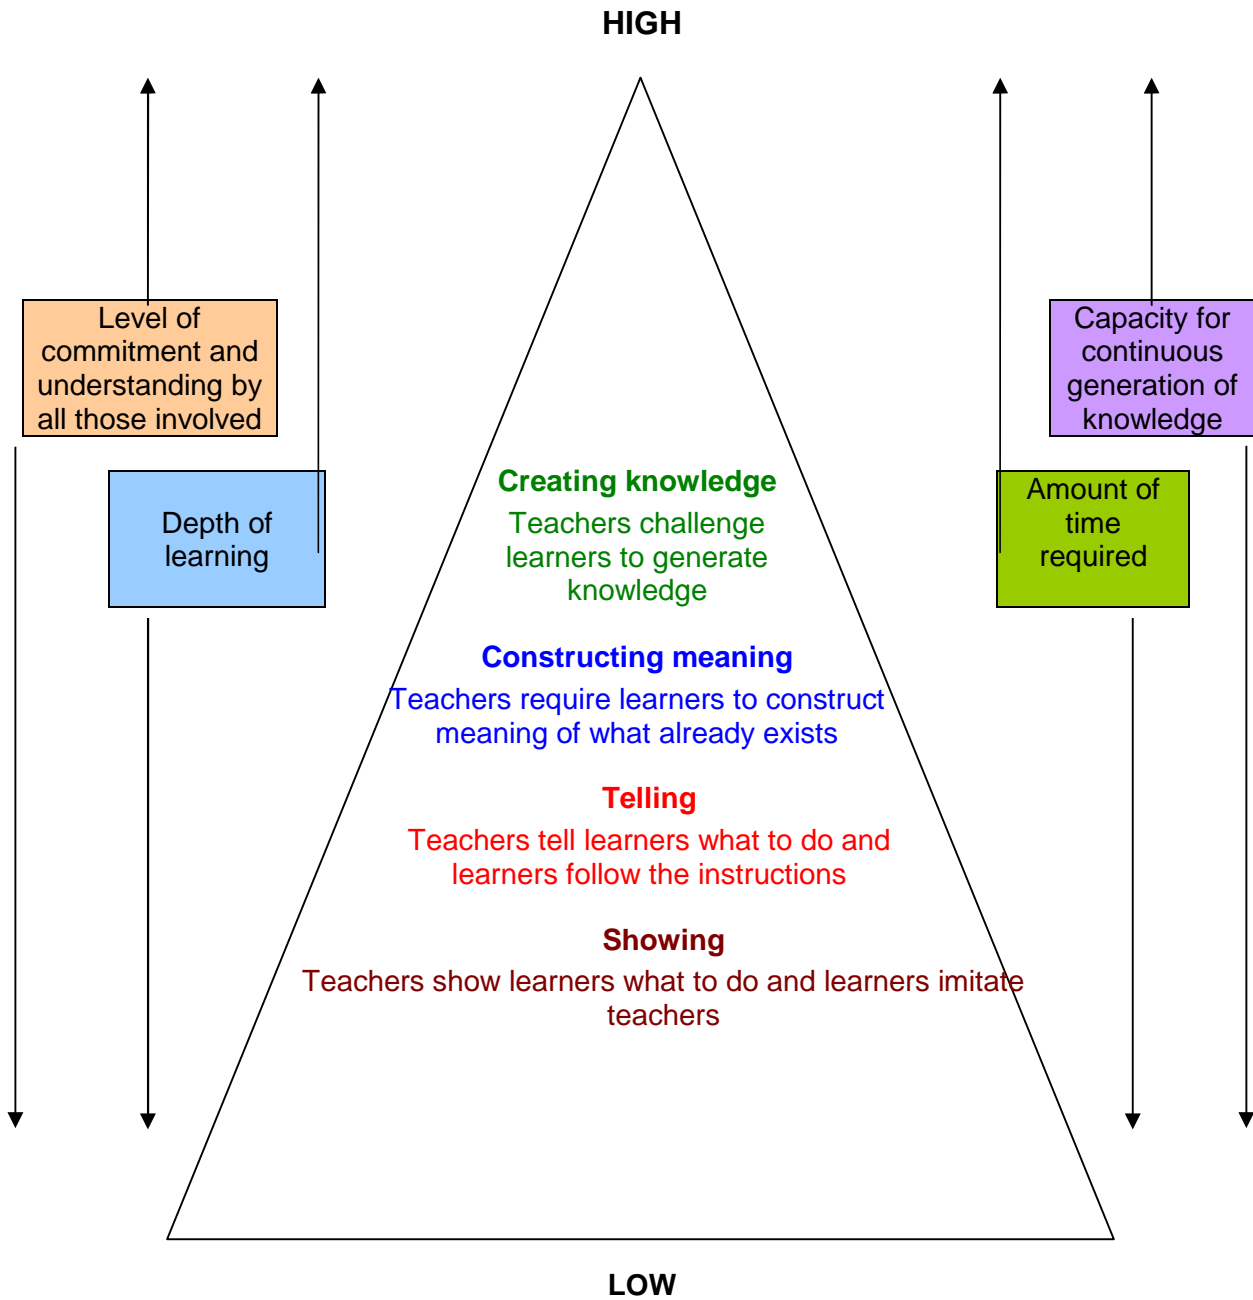 HIGH
Level of
commitment and
understanding by
all those involved
Capacity for
continuous
generation of
knowledge
Depth of
learning
Amount of
time
required
Creating knowledge
Teachers challenge
learners to generate
knowledge
Constructing meaning
Teachers require learners to construct
meaning of what already exists
Telling
Teachers tell learners what to do and
learners follow the instructions
Showing
Teachers show learners what to do and learners imitate
teachers
LOW